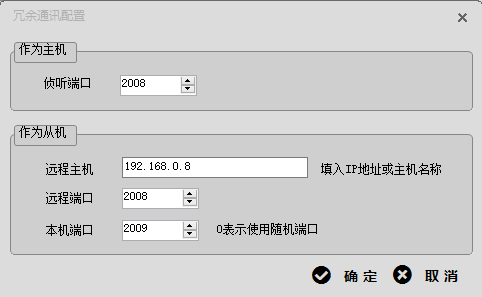 冗余通讯配置
作为主机
侦听端口 2008
作为从机
远程主机 192.168.0.8 填入IP地址或主机名称
远程端口 2008
本机端口 2009 0表示使用随机端口
确定 取消